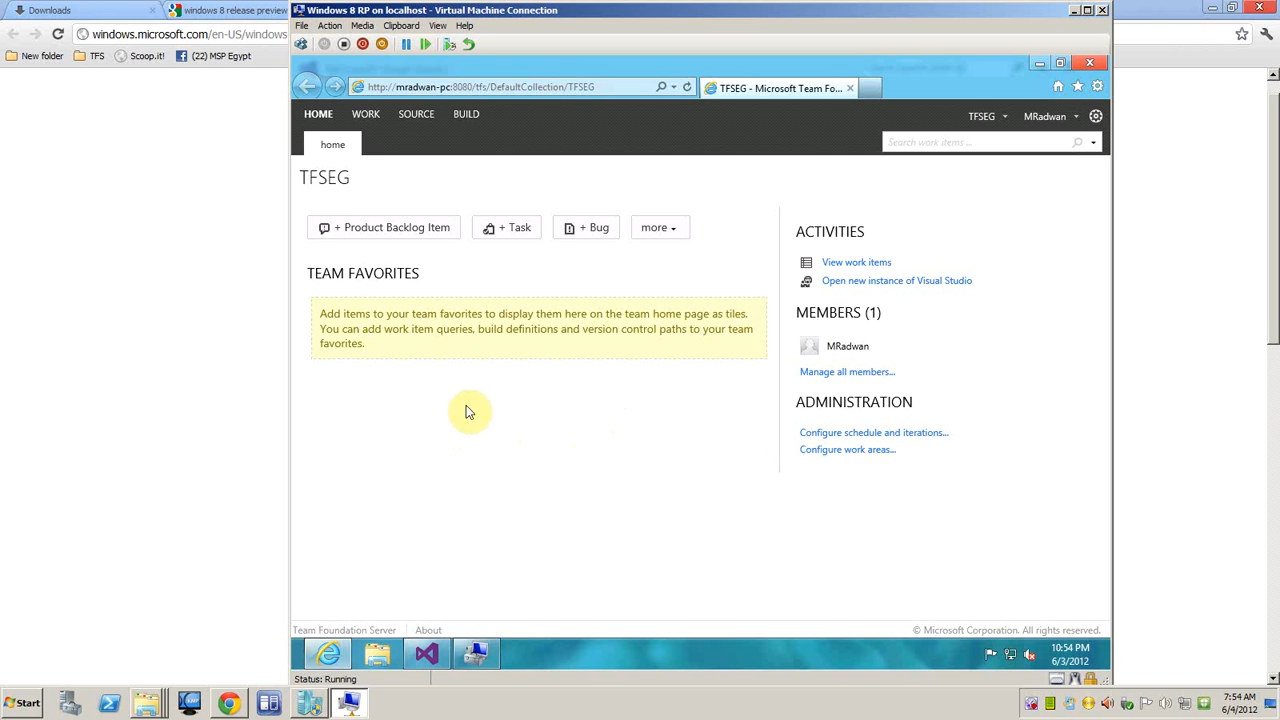 Downloads
windows 8 release preview
Windows 8 RP on localhost - Virtual Machine Connection
File Action Media Clipboard View Help
windows.microsoft.com/en-US/windows
New folder
TFS
Scoop.it!
(22) MSP Egypt
http://mradwan-pc:8080/tfs/DefaultCollection/TFSEG
TFSEG - Microsoft Team Fo...
HOME WORK SOURCE BUILD
TFSEG
MRadwan
home
Search work items ...
TFSEG
+ Product Backlog Item
+ Task
+ Bug
more
TEAM FAVORITES
Add items to your team favorites to display them here on the team home page as tiles.
You can add work item queries, build definitions and version control paths to your team
favorites.
ACTIVITIES
View work items
Open new instance of Visual Studio
MEMBERS (1)
MRadwan
Manage all members...
ADMINISTRATION
Configure schedule and iterations...
Configure work areas...
Team Foundation Server
About
© Microsoft Corporation. All rights reserved.
10:54 PM
6/3/2012
Status: Running
Start
7:54 AM
6/4/2012